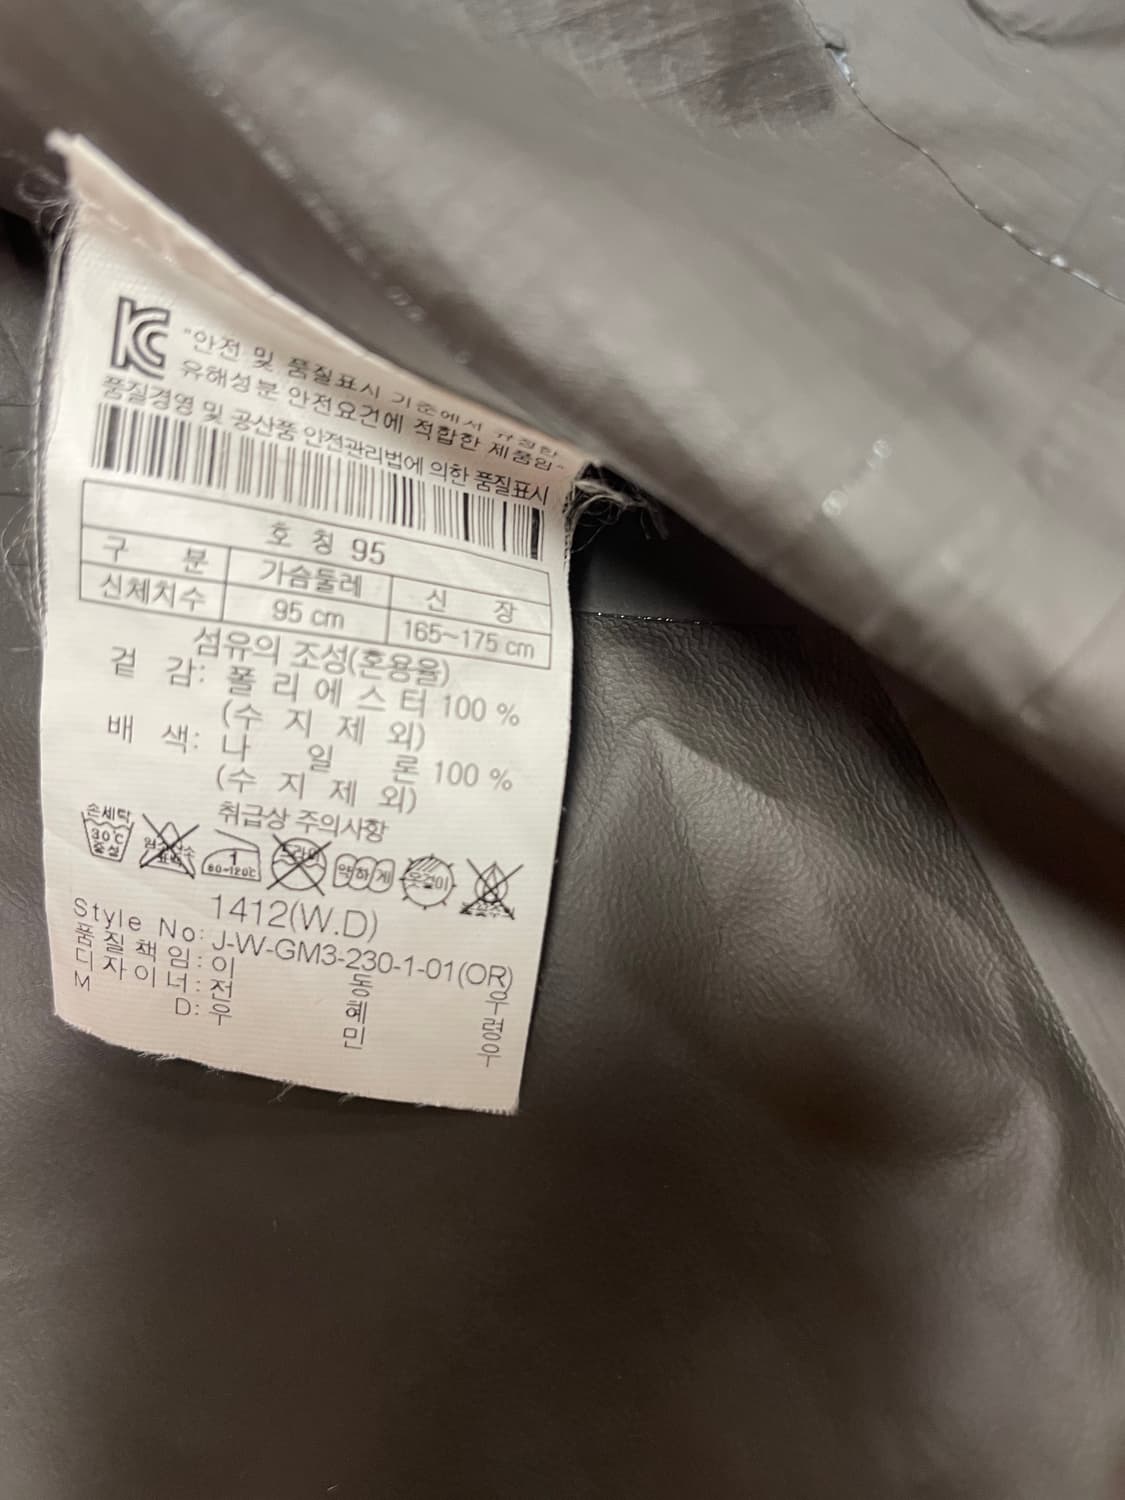 KC
"안전 및 품질표시 기준에서 규정한
유해성분 안전요건에 적합한 제품임"
품질경영 및 공산품 안전관리법에 의한 품질표시
호 칭 95
구 분 가슴둘레 신 장
신체치수 95 cm 165~175 cm
섬유의 조성(혼용율)
겉 감: 폴 리 에 스 터 100 %
(수 지 제 외)
배 색: 나 일 론 100 %
(수 지 제 외)
취급상 주의사항
손세탁 30℃ 중성 1 80~120℃ 드라이 약하게 옷걸이
1412(W.D)
Style No: J-W-GM3-230-1-01(OR)
품질책임: 이 동 우
디자이너: 전 혜 령
M D: 우 민 우